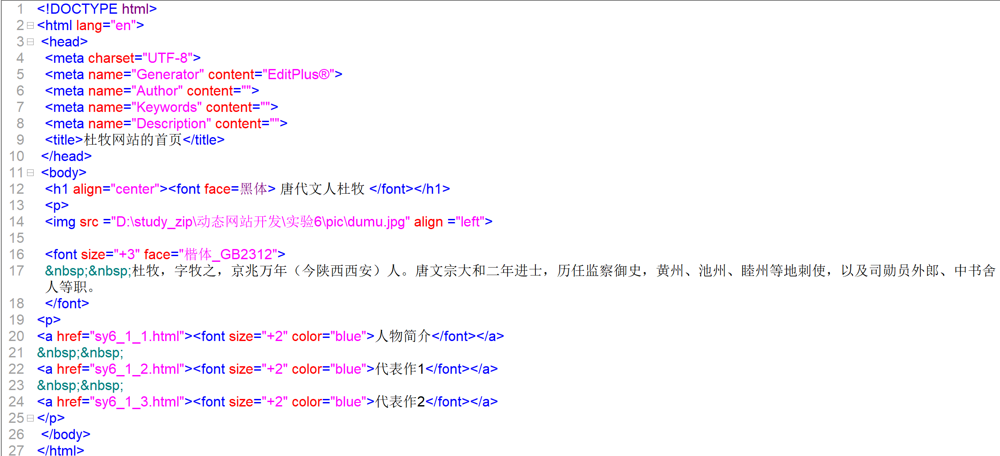 1 <!DOCTYPE html>
2 <html lang="en">
3 <head>
4 <meta charset="UTF-8">
5 <meta name="Generator" content="EditPlus®">
6 <meta name="Author" content="">
7 <meta name="Keywords" content="">
8 <meta name="Description" content="">
9 <title>杜牧网站的首页</title>
10 </head>
11 <body>
12 <h1 align="center"><font face=黑体> 唐代文人杜牧 </font></h1>
13 <p>
14 <img src ="D:\study_zip\动态网站开发\实验6\pic\dumu.jpg" align ="left">
15
16 <font size="+3" face="楷体_GB2312">
17 &nbsp;&nbsp;杜牧，字牧之，京兆万年（今陕西西安）人。唐文宗大和二年进士，历任监察御史，黄州、池州、睦州等地刺使，以及司勋员外郎、中书舍
人等职。
18 </font>
19 <p>
20 <a href="sy6_1_1.html"><font size="+2" color="blue">人物简介</font></a>
21 &nbsp;&nbsp;
22 <a href="sy6_1_2.html"><font size="+2" color="blue">代表作1</font></a>
23 &nbsp;&nbsp;
24 <a href="sy6_1_3.html"><font size="+2" color="blue">代表作2</font></a>
25 </p>
26 </body>
27 </html>